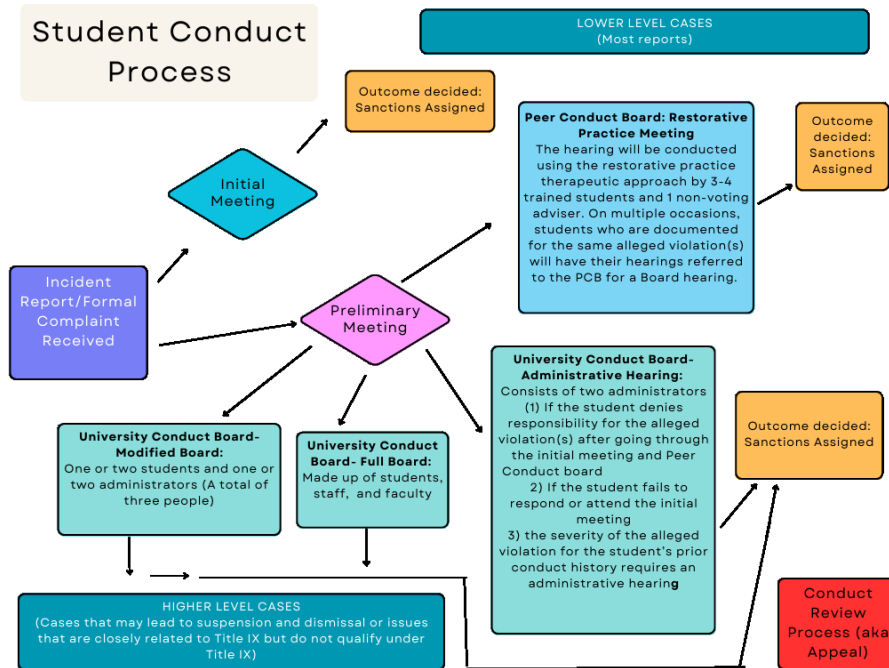 Student Conduct
Process
LOWER LEVEL CASES
(Most reports)
Outcome decided:
Sanctions Assigned
Peer Conduct Board: Restorative
Practice Meeting
The hearing will be conducted
using the restorative practice
therapeutic approach by 3-4
trained students and 1 non-voting
adviser. On multiple occasions,
students who are documented
for the same alleged violation(s)
will have their hearings referred
to the PCB for a Board hearing.
Outcome
decided:
Sanctions
Assigned
Initial
Meeting
Incident
Report/Formal
Complaint
Received
Preliminary
Meeting
University Conduct Board-
Administrative Hearing:
Consists of two administrators
(1) If the student denies
responsibility for the alleged
violation(s) after going through
the initial meeting and Peer
Conduct board
2) If the student fails to
respond or attend the initial
meeting
3) the severity of the alleged
violation for the student's prior
conduct history requires an
administrative hearing
Outcome decided:
Sanctions Assigned
University Conduct Board-
Modified Board:
One or two students and one or
two administrators (A total of
three people)
University Conduct
Board- Full Board:
Made up of students,
staff, and faculty
HIGHER LEVEL CASES
(Cases that may lead to suspension and dismissal or issues
that are closely related to Title IX but do not qualify under
Title IX)
Conduct
Review
Process (aka
Appeal)